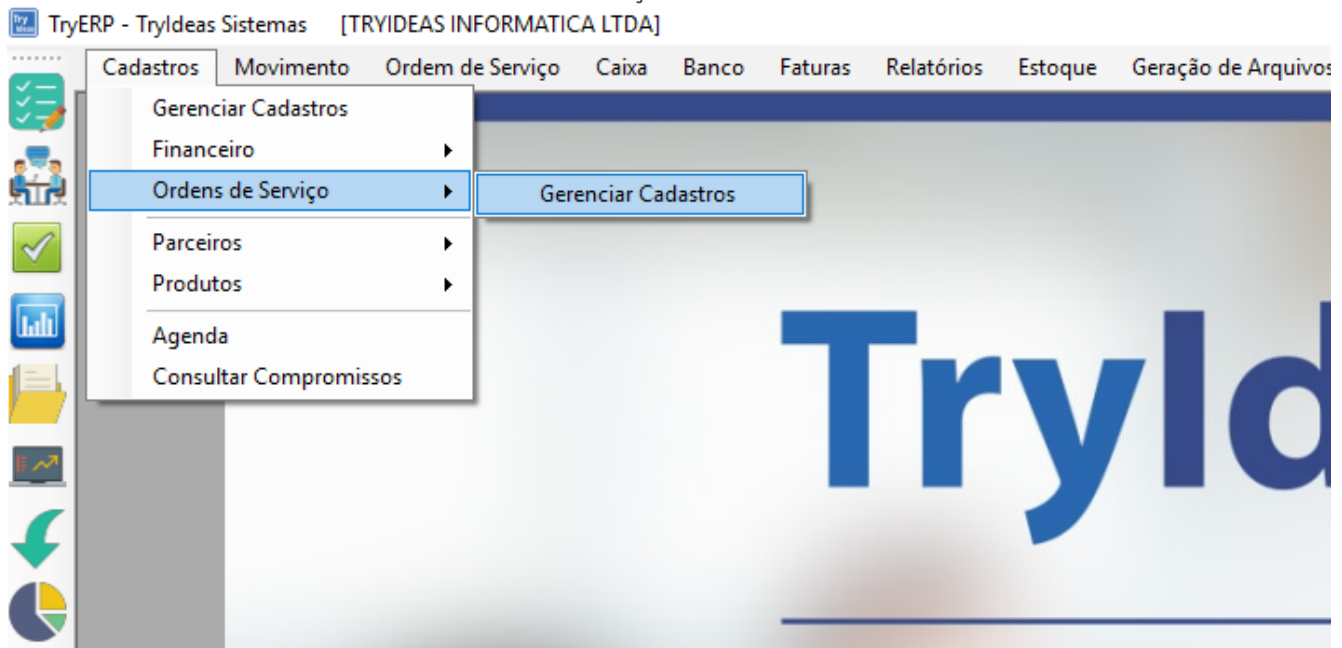 TryERP - TryIdeas Sistemas [TRYIDEAS INFORMATICA LTDA]
Cadastros Movimento Ordem de Serviço Caixa Banco Faturas Relatórios Estoque Geração de Arquivos
Gerenciar Cadastros
Financeiro
Ordens de Serviço
Gerenciar Cadastros
Parceiros
Produtos
Agenda
Consultar Compromissos
TryId